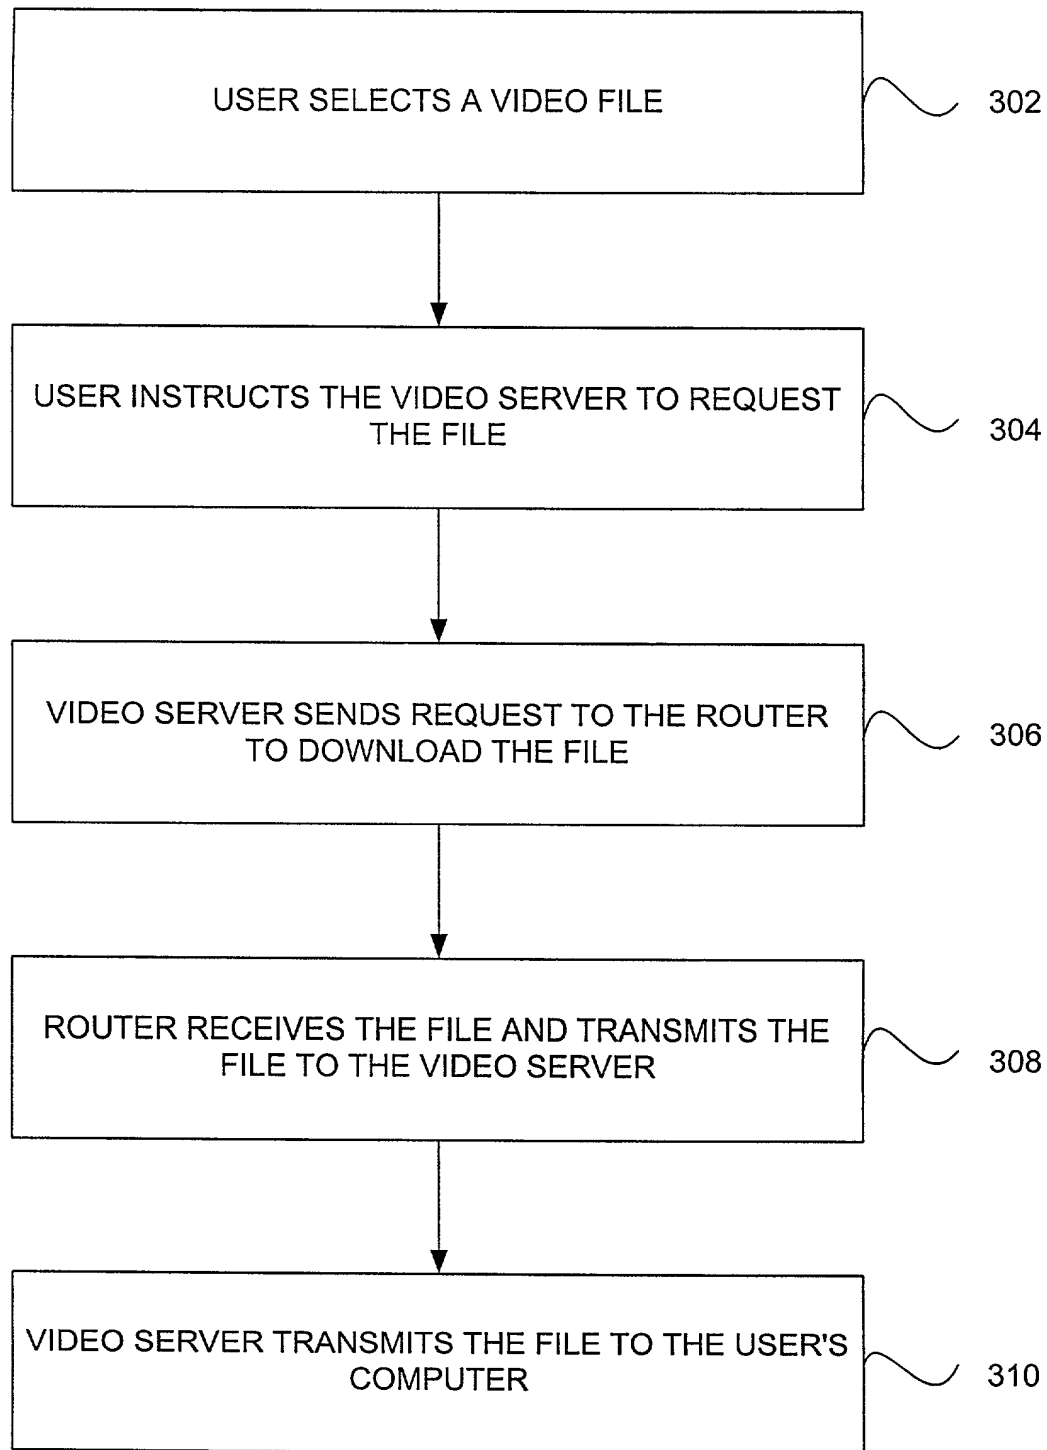 USER SELECTS A VIDEO FILE
302
USER INSTRUCTS THE VIDEO SERVER TO REQUEST
THE FILE
304
VIDEO SERVER SENDS REQUEST TO THE ROUTER
TO DOWNLOAD THE FILE
306
ROUTER RECEIVES THE FILE AND TRANSMITS THE
FILE TO THE VIDEO SERVER
308
VIDEO SERVER TRANSMITS THE FILE TO THE USER'S
COMPUTER
310